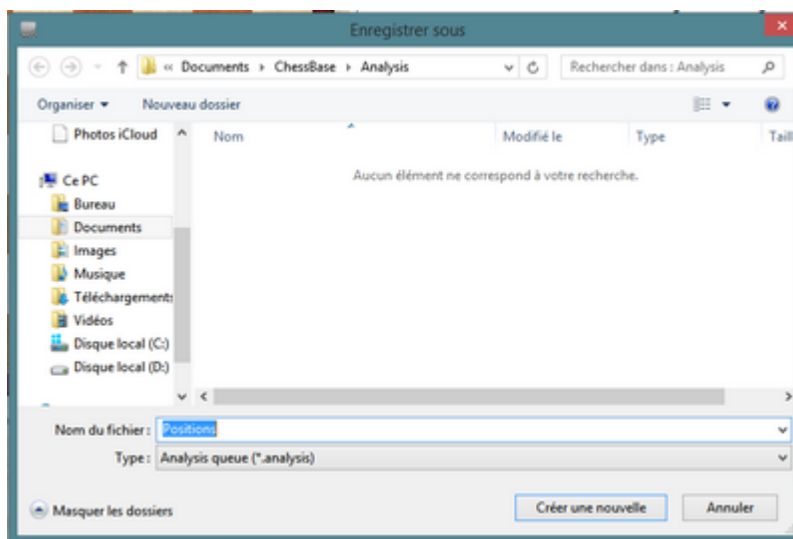 Enregistrer sous
« Documents ▸ ChessBase ▸ Analysis
Rechercher dans : Analysis
Organiser
Nouveau dossier
Nom
Modifié le
Type
Taill
Photos iCloud
Ce PC
Bureau
Documents
Images
Musique
Téléchargements
Vidéos
Disque local (C:)
Disque local (D:)
Aucun élément ne correspond à votre recherche.
Nom du fichier : Positions
Type : Analysis queue (*.analysis)
Masquer les dossiers
Créer une nouvelle
Annuler